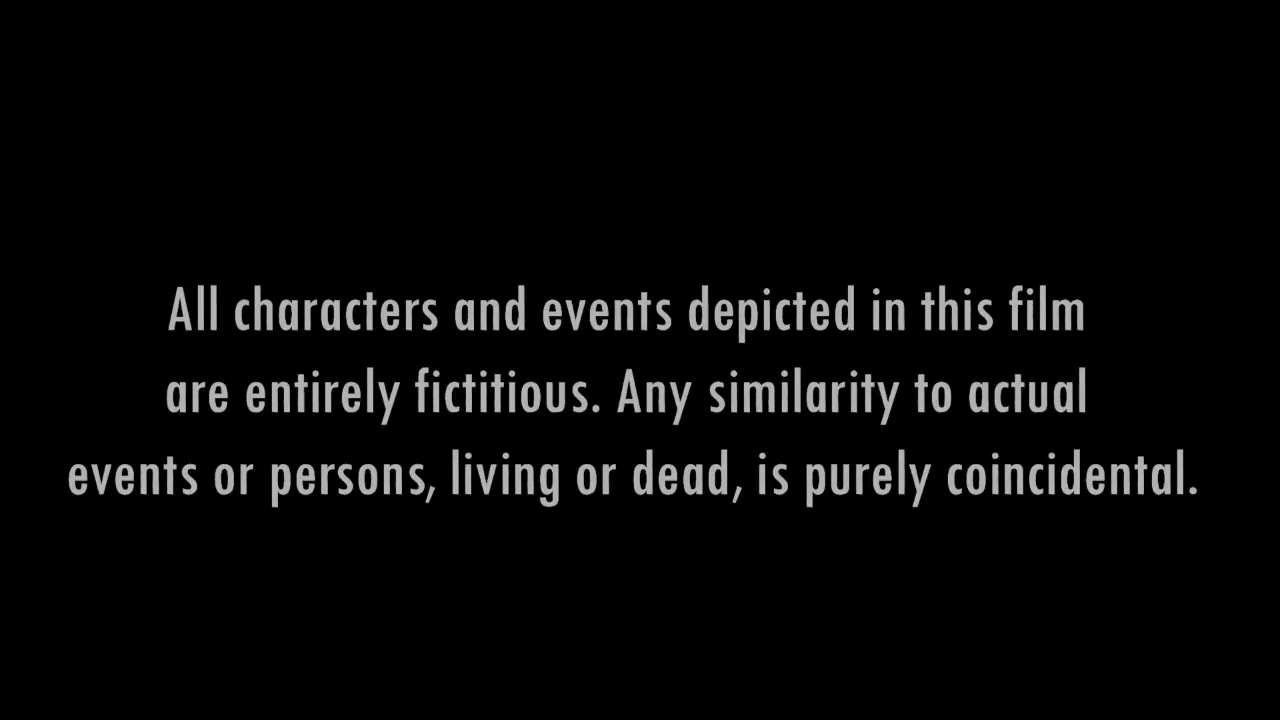 All characters and events depicted in this film
are entirely fictitious. Any similarity to actual
events or persons, living or dead, is purely coincidental.